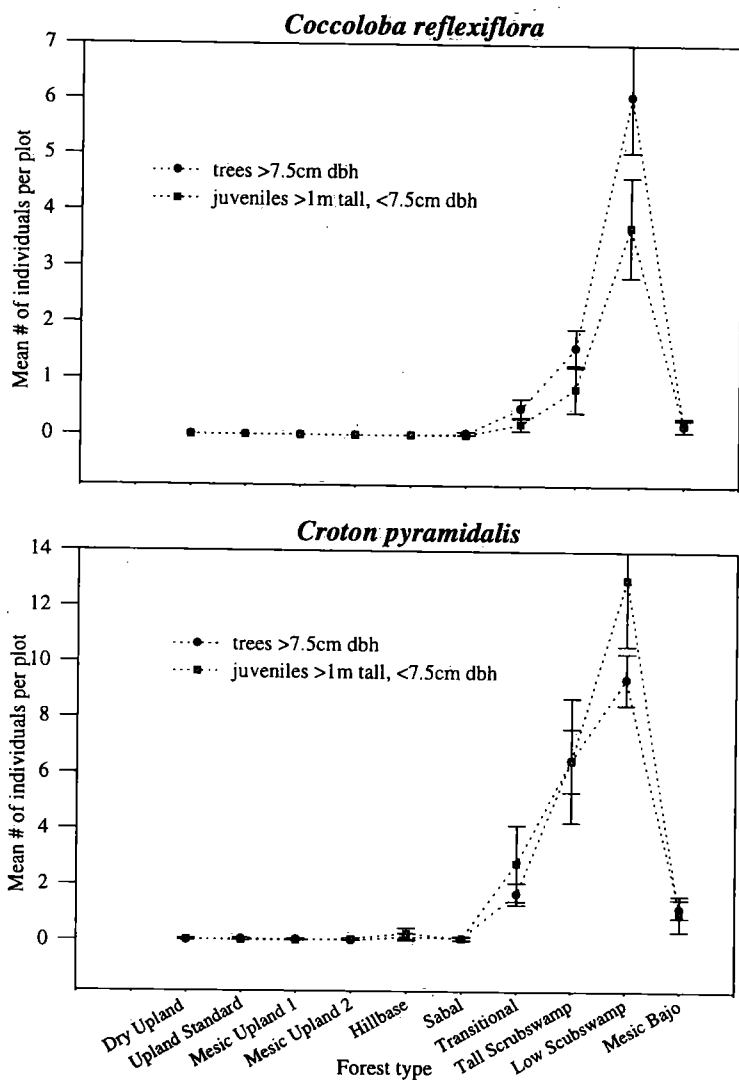 Coccoloba reflexiflora
7
6
5
4
3
2
1
0
Mean # of individuals per plot
trees >7.5cm dbh
juveniles >1m tall, <7.5cm dbh
Croton pyramidalis
14
12
10
8
6
4
2
0
Mean # of individuals per plot
trees >7.5cm dbh
juveniles >1m tall, <7.5cm dbh
Dry Upland
Upland Standard
Mesic Upland 1
Mesic Upland 2
Hillbase
Sabal
Transitional
Tall Scrubswamp
Low Scubswamp
Mesic Bajo
Forest type